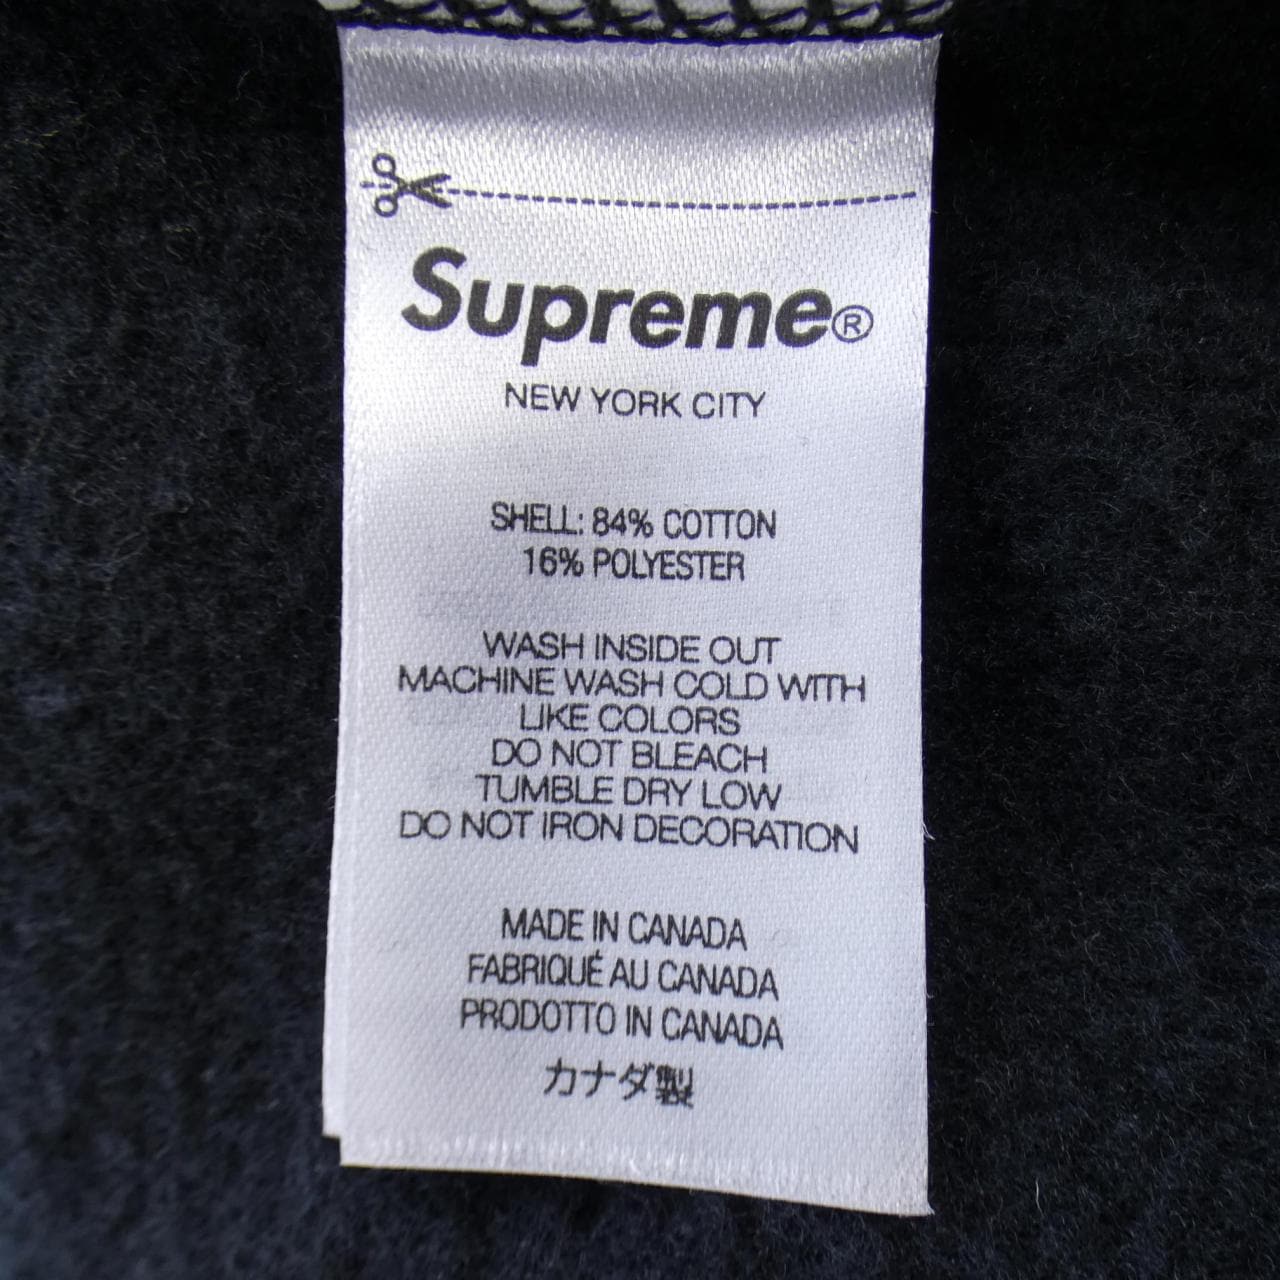 Supreme®
NEW YORK CITY
SHELL: 84% COTTON
16% POLYESTER
WASH INSIDE OUT
MACHINE WASH COLD WITH
LIKE COLORS
DO NOT BLEACH
TUMBLE DRY LOW
DO NOT IRON DECORATION
MADE IN CANADA
FABRIQUÉ AU CANADA
PRODOTTO IN CANADA
カナダ製